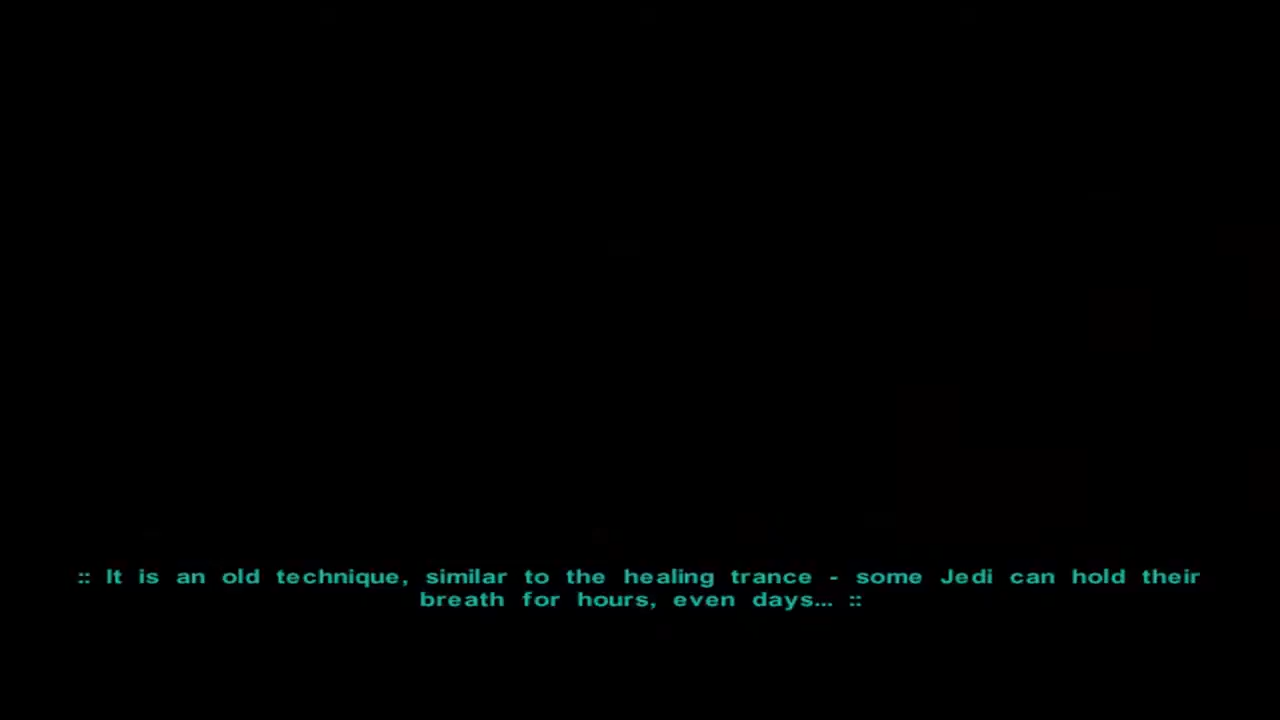 :: It is an old technique, similar to the healing trance - some Jedi can hold their
breath for hours, even days... ::